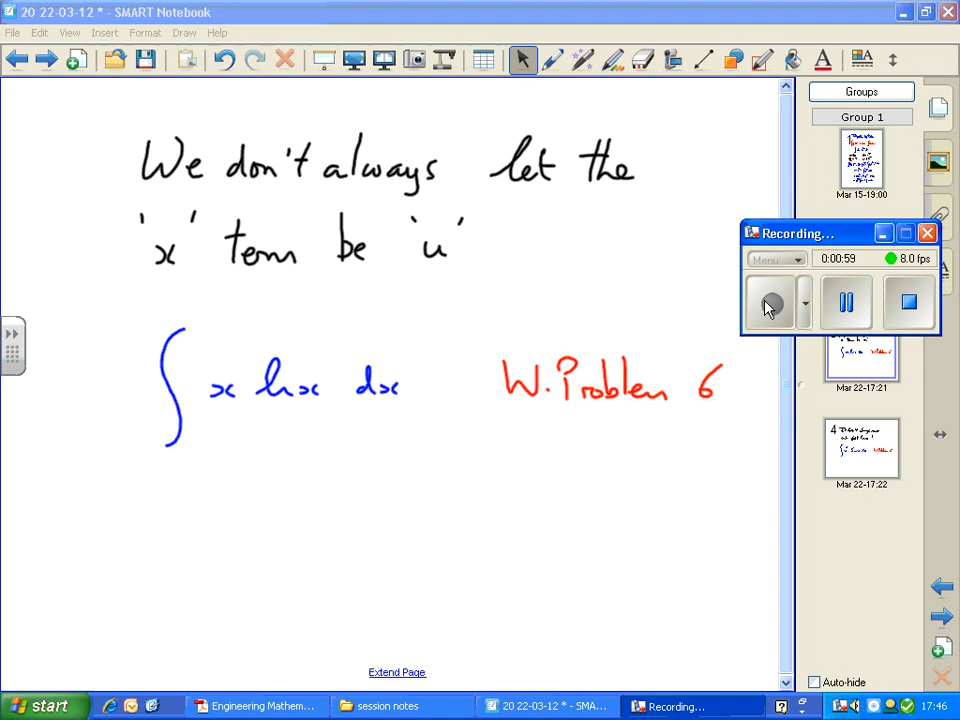 20 22-03-12 * - SMART Notebook
File Edit View Insert Format Draw Help
We don't always let the
'x' term be 'u'
∫ x lnx dx W.Problem 6
Extend Page
Groups
Group 1
Mar 15-19:00
Recording...
Menu 0:00:59 8.0 fps
Mar 22-17:21
4
Mar 22-17:22
Auto-hide
start Engineering Mathem... session notes 20 22-03-12 * - SMA... Recording... 17:46